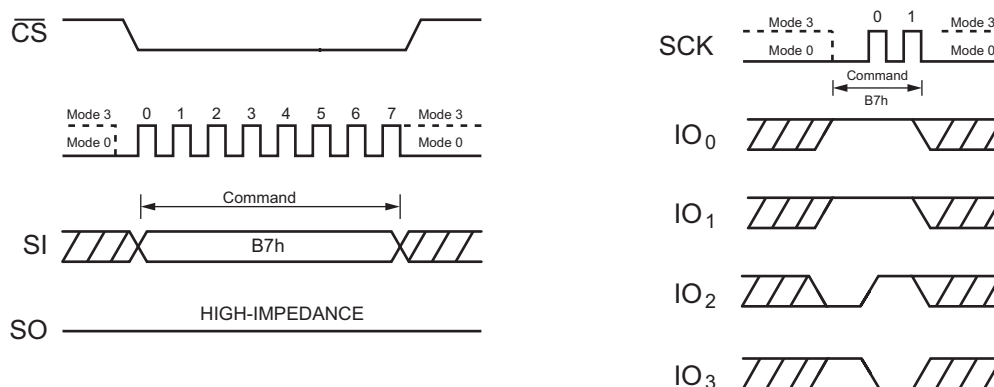 CS
Mode 3 0 1 2 3 4 5 6 7 Mode 3
Mode 0 Mode 0
Command
SI B7h
HIGH-IMPEDANCE
SO
Mode 3 0 1 Mode 3
SCK
Mode 0 Mode 0
Command
B7h
IO0
IO1
IO2
IO3